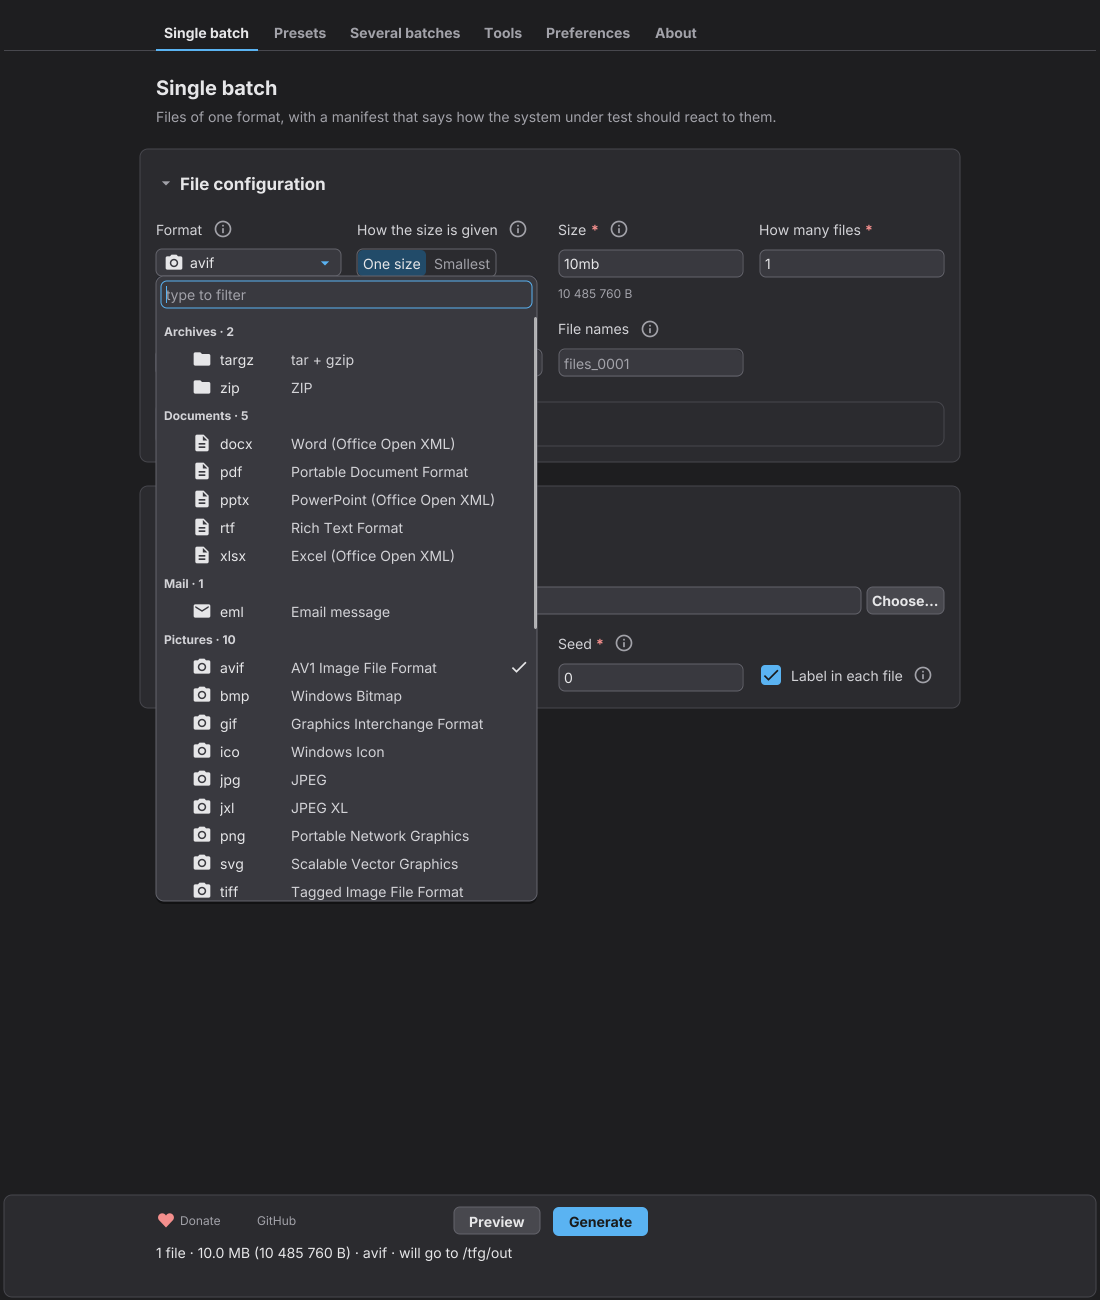 Single batch Presets Several batches Tools Preferences About
Single batch
Files of one format, with a manifest that says how the system under test should react to them.
File configuration
Format How the size is given Size * How many files *
avif One size Smallest 10mb 1
type to filter 10 485 760 B
Archives · 2 File names
targz tar + gzip files_0001
zip ZIP
Documents · 5
docx Word (Office Open XML)
pdf Portable Document Format
pptx PowerPoint (Office Open XML)
rtf Rich Text Format
xlsx Excel (Office Open XML)
Mail · 1
eml Email message Choose...
Pictures · 10 Seed *
avif AV1 Image File Format 0 Label in each file
bmp Windows Bitmap
gif Graphics Interchange Format
ico Windows Icon
jpg JPEG
jxl JPEG XL
png Portable Network Graphics
svg Scalable Vector Graphics
tiff Tagged Image File Format
Donate GitHub Preview Generate
1 file · 10.0 MB (10 485 760 B) · avif · will go to /tfg/out